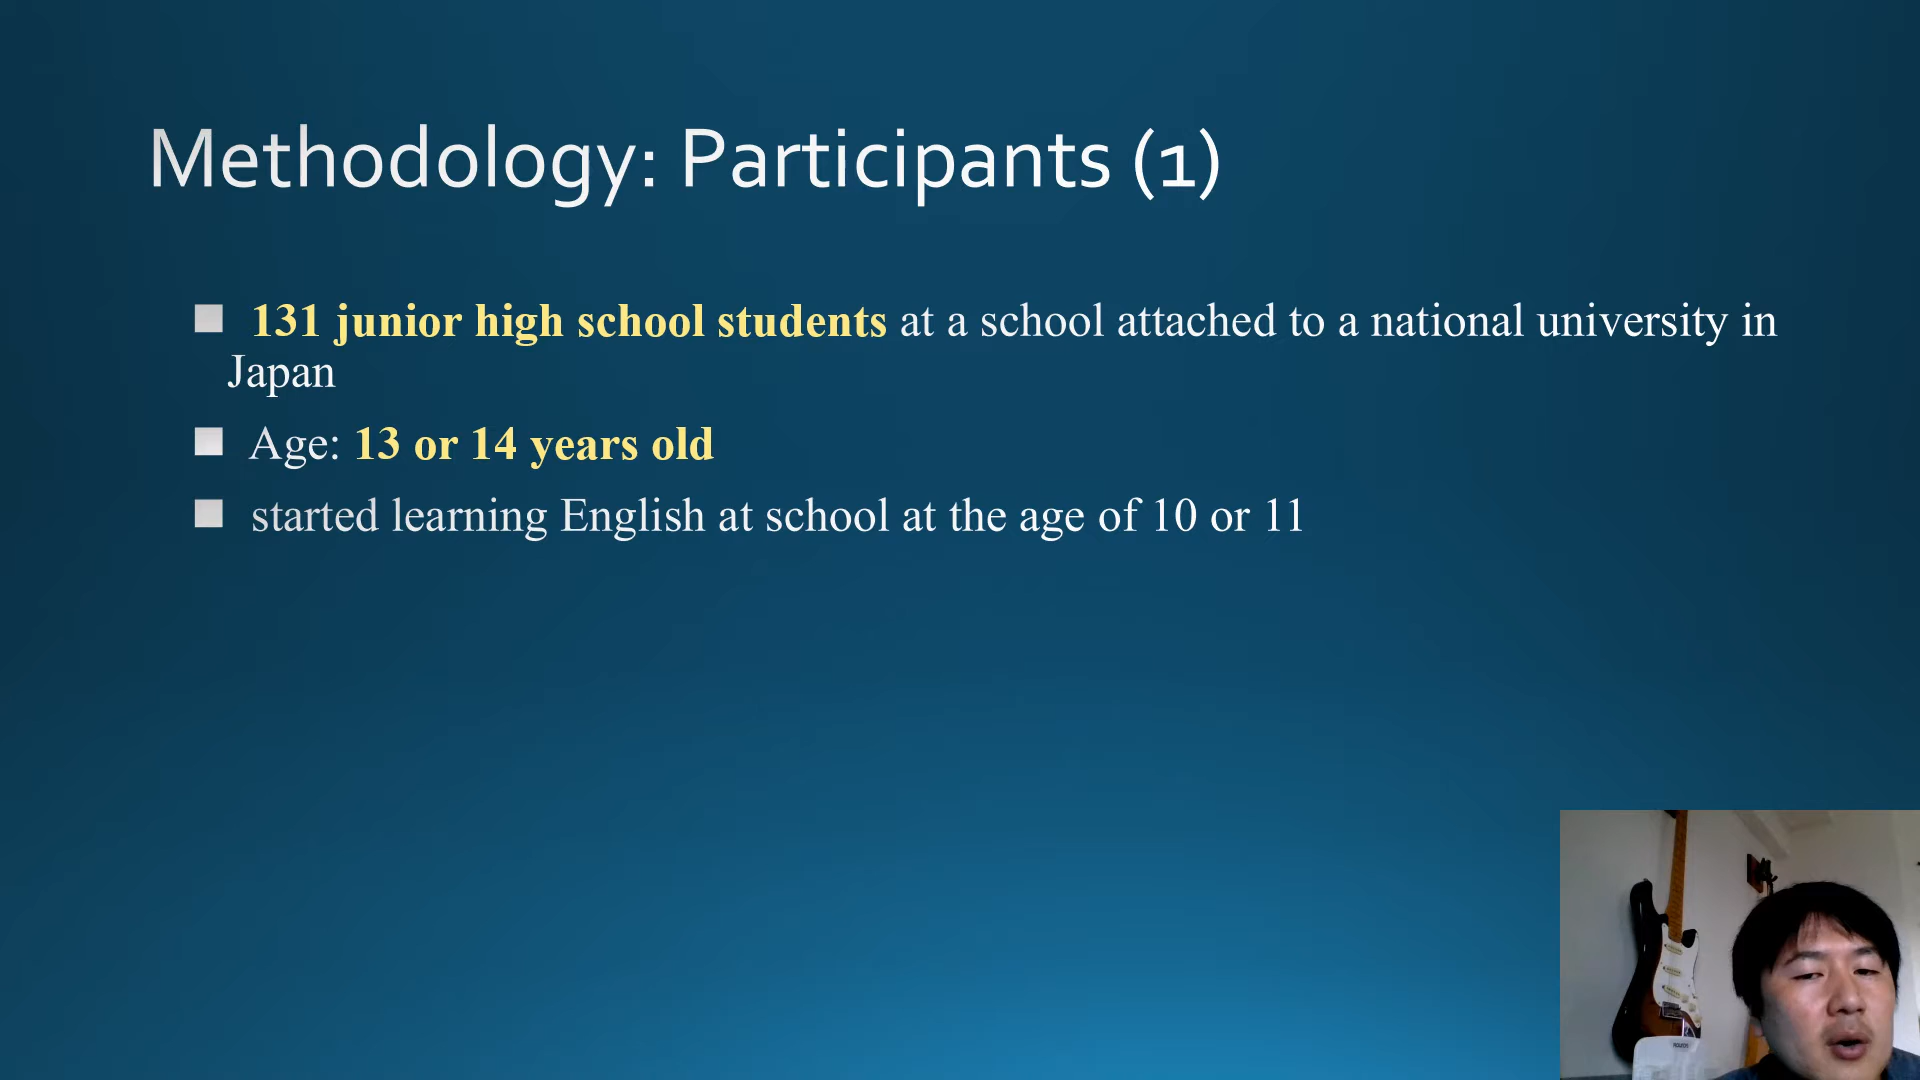 Methodology: Participants (1)
131 junior high school students at a school attached to a national university in
Japan
Age: 13 or 14 years old
started learning English at school at the age of 10 or 11